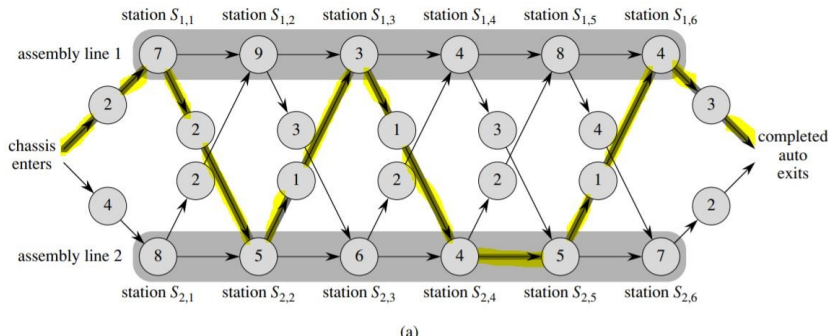 station S1,1 station S1,2 station S1,3 station S1,4 station S1,5 station S1,6
assembly line 1 7 9 3 4 8 4
2 3
2 3 1 3 4
chassis enters
completed auto exits
2 1 2 2 1
4 2
assembly line 2 8 5 6 4 5 7
station S2,1 station S2,2 station S2,3 station S2,4 station S2,5 station S2,6
(a)